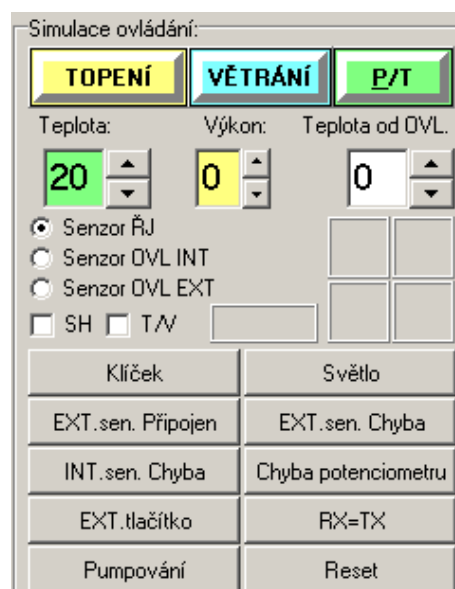 Simulace ovládání:
TOPENÍ VĚTRÁNÍ P/T
Teplota: Výkon: Teplota od OVL.
20 0 0
Senzor ŘJ
Senzor OVL INT
Senzor OVL EXT
SH T/V
Klíček Světlo
EXT.sen. Připojen EXT.sen. Chyba
INT.sen. Chyba Chyba potenciometru
EXT.tlačítko RX=TX
Pumpování Reset